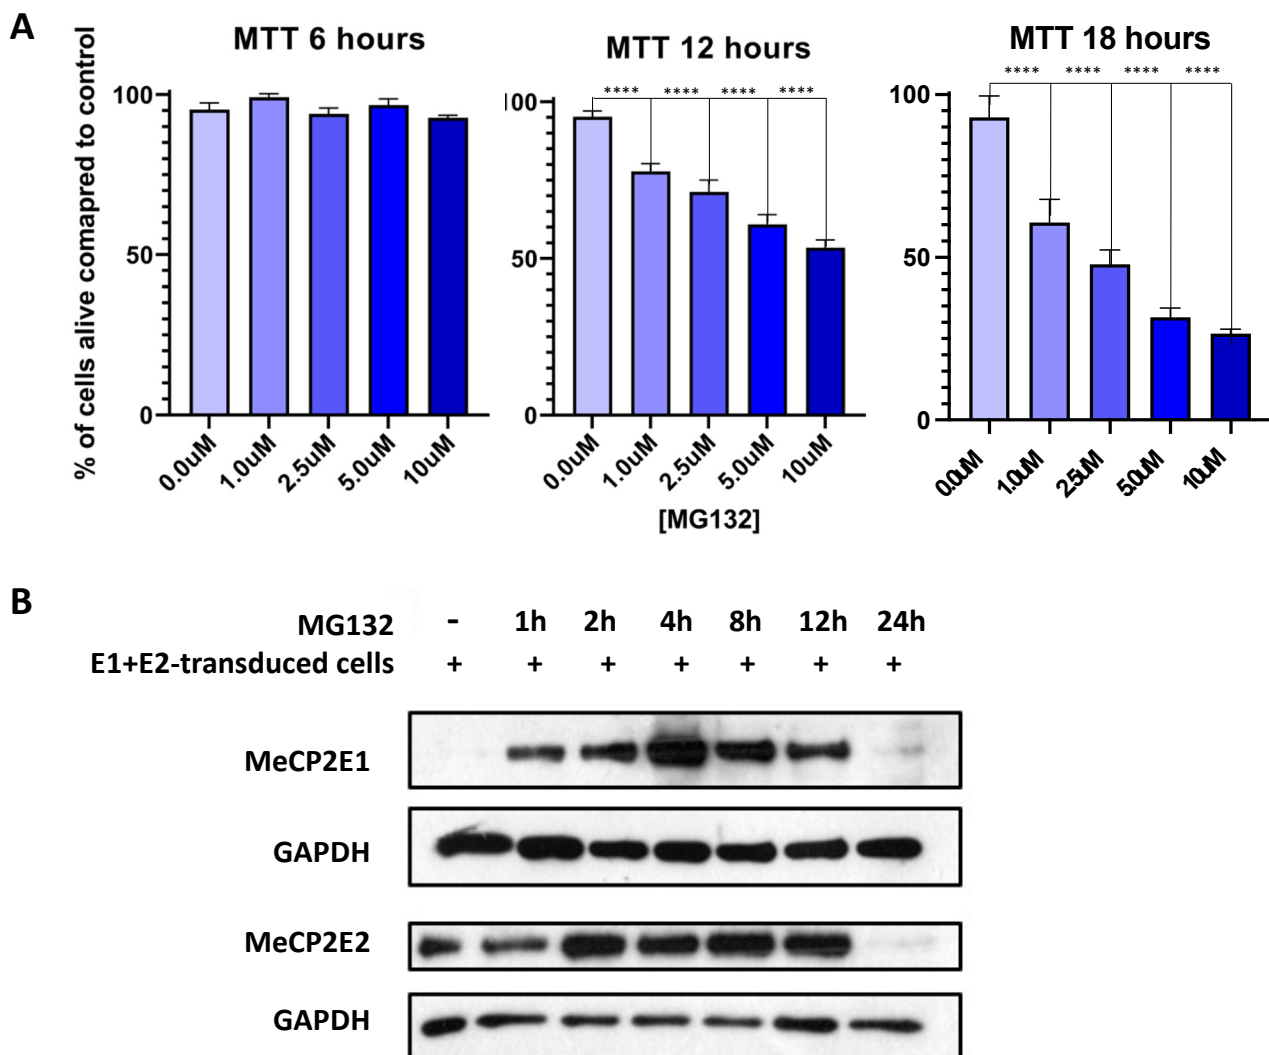 A
% of cells alive comapred to control
MTT 6 hours
100
50
0
0.0uM
1.0uM
2.5uM
5.0uM
10uM
MTT 12 hours
**** **** **** ****
100
50
0
0.0uM
1.0uM
2.5uM
5.0uM
10uM
[MG132]
MTT 18 hours
**** **** **** ****
100
50
0
0.0uM
1.0uM
2.5uM
5.0uM
10uM
B
MG132 - 1h 2h 4h 8h 12h 24h
E1+E2-transduced cells + + + + + + +
MeCP2E1
GAPDH
MeCP2E2
GAPDH